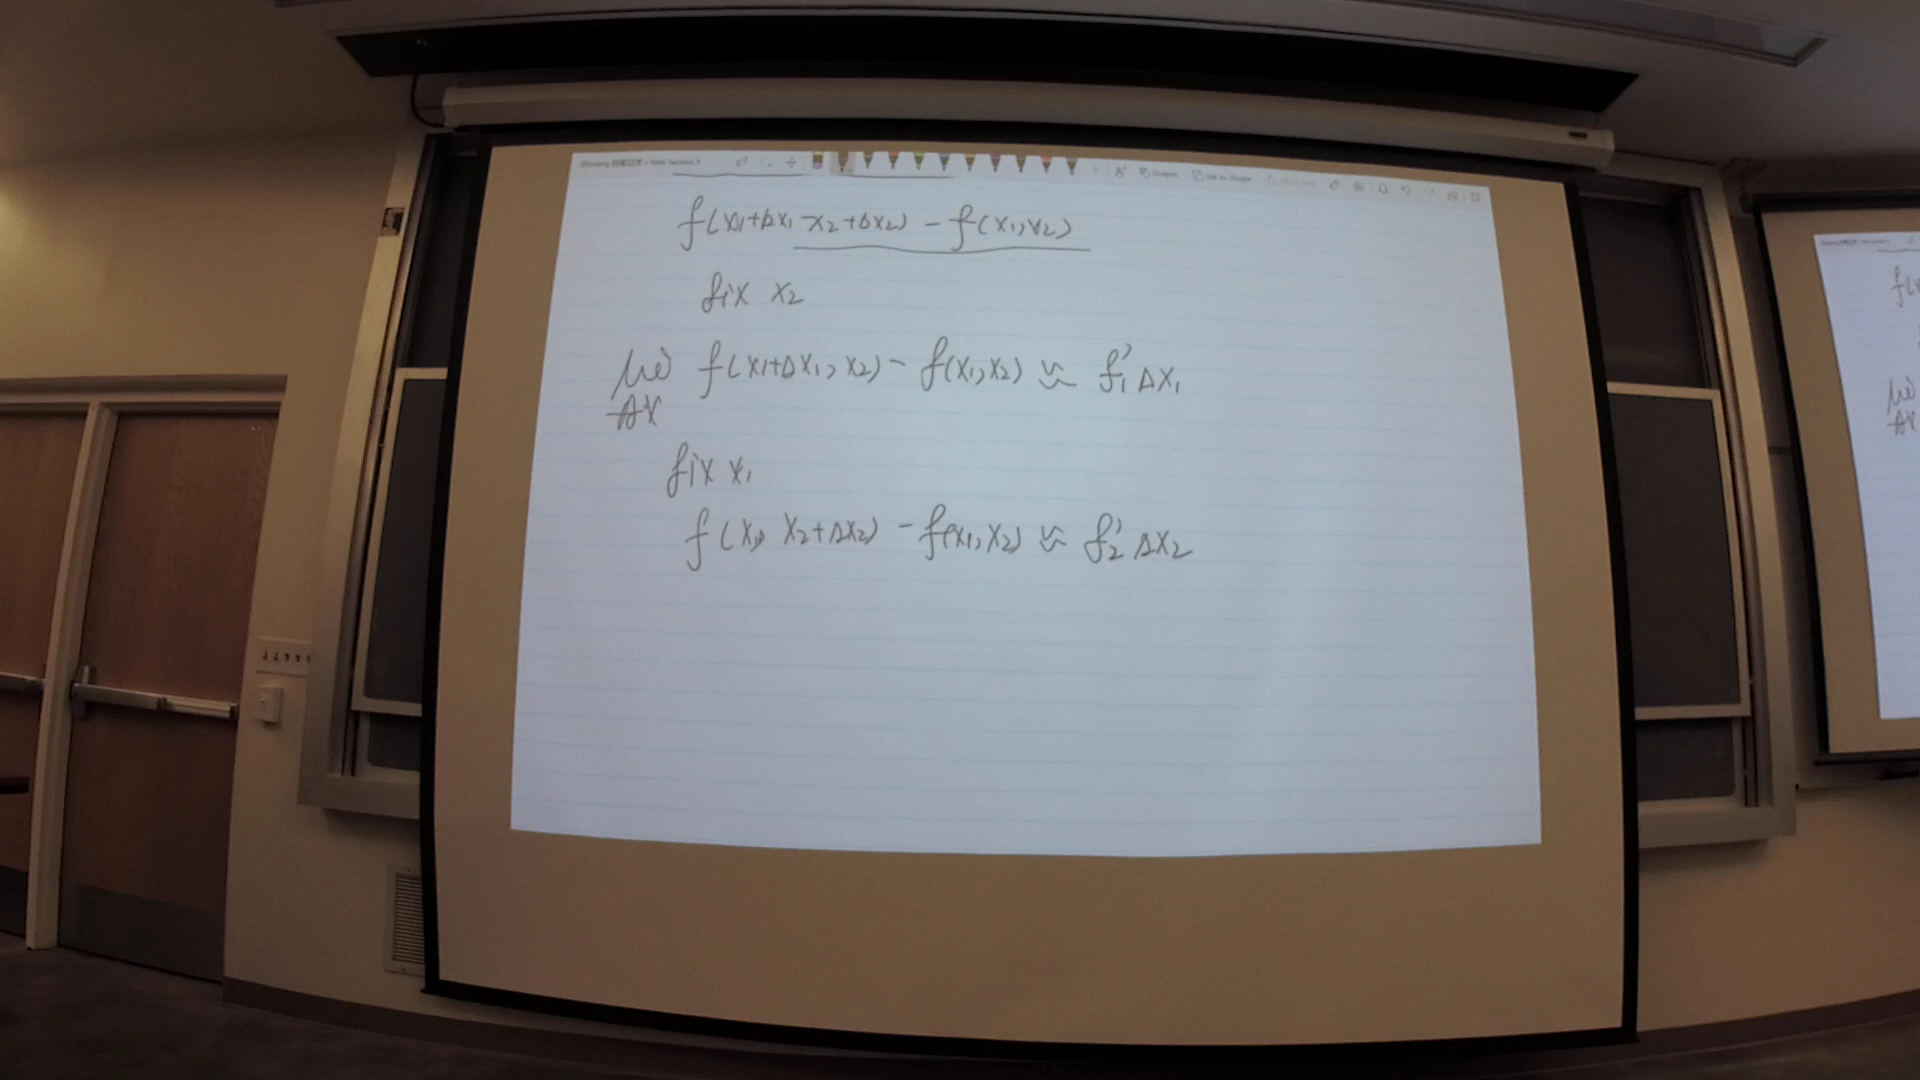 f(x₁+Δx₁ x₂+Δx₂) - f(x₁,x₂)
fix x₂
f(x₁+Δx₁, x₂) - f(x₁,x₂) ≈ f₁' Δx₁
ΔX
fix x₁
f(x₁, x₂+Δx₂) - f(x₁,x₂) ≈ f₂' Δx₂